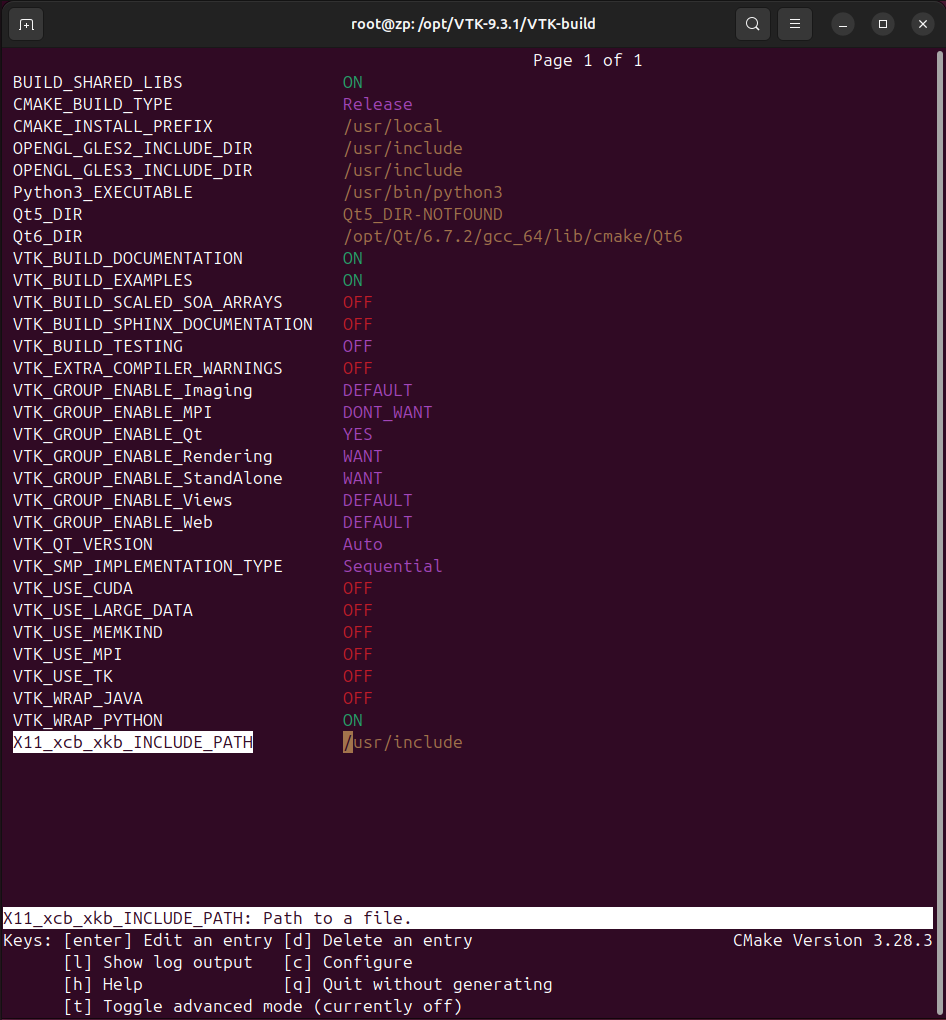 root@zp: /opt/VTK-9.3.1/VTK-build
Page 1 of 1
BUILD_SHARED_LIBS ON
CMAKE_BUILD_TYPE Release
CMAKE_INSTALL_PREFIX /usr/local
OPENGL_GLES2_INCLUDE_DIR /usr/include
OPENGL_GLES3_INCLUDE_DIR /usr/include
Python3_EXECUTABLE /usr/bin/python3
Qt5_DIR Qt5_DIR-NOTFOUND
Qt6_DIR /opt/Qt/6.7.2/gcc_64/lib/cmake/Qt6
VTK_BUILD_DOCUMENTATION ON
VTK_BUILD_EXAMPLES ON
VTK_BUILD_SCALED_SOA_ARRAYS OFF
VTK_BUILD_SPHINX_DOCUMENTATION OFF
VTK_BUILD_TESTING OFF
VTK_EXTRA_COMPILER_WARNINGS OFF
VTK_GROUP_ENABLE_Imaging DEFAULT
VTK_GROUP_ENABLE_MPI DONT_WANT
VTK_GROUP_ENABLE_Qt YES
VTK_GROUP_ENABLE_Rendering WANT
VTK_GROUP_ENABLE_StandAlone WANT
VTK_GROUP_ENABLE_Views DEFAULT
VTK_GROUP_ENABLE_Web DEFAULT
VTK_QT_VERSION Auto
VTK_SMP_IMPLEMENTATION_TYPE Sequential
VTK_USE_CUDA OFF
VTK_USE_LARGE_DATA OFF
VTK_USE_MEMKIND OFF
VTK_USE_MPI OFF
VTK_USE_TK OFF
VTK_WRAP_JAVA OFF
VTK_WRAP_PYTHON ON
X11_xcb_xkb_INCLUDE_PATH /usr/include
X11_xcb_xkb_INCLUDE_PATH: Path to a file.
Keys: [enter] Edit an entry [d] Delete an entry CMake Version 3.28.3
[l] Show log output [c] Configure
[h] Help [q] Quit without generating
[t] Toggle advanced mode (currently off)